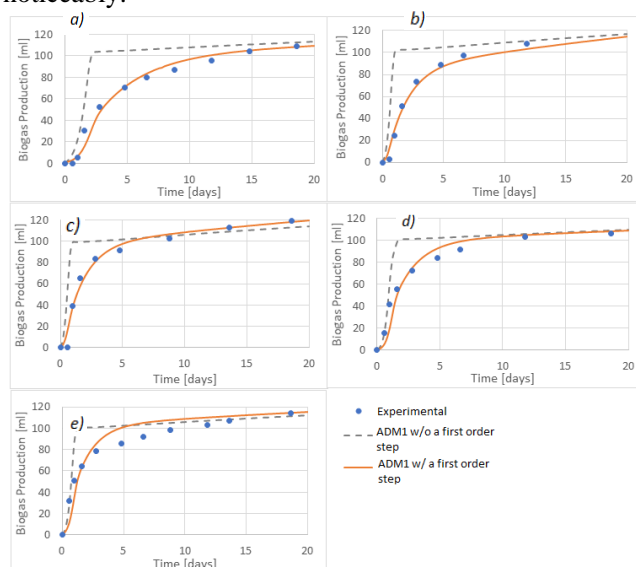 noticeably.
a)
120
100
80
60
40
20
0
Biogas Production [ml]
0 5 10 15 20
Time [days]
b)
120
100
80
60
40
20
0
Biogas Production [ml]
0 5 10 15 20
Time [days]
c)
120
100
80
60
40
20
0
Biogas Production [ml]
0 5 10 15 20
Time [days]
d)
120
100
80
60
40
20
0
Biogas Production [ml]
0 5 10 15 20
Time [days]
e)
120
100
80
60
40
20
0
Biogas Production [ml]
0 5 10 15 20
Time [days]
Experimental
ADM1 w/o a first order
step
ADM1 w/ a first order
step